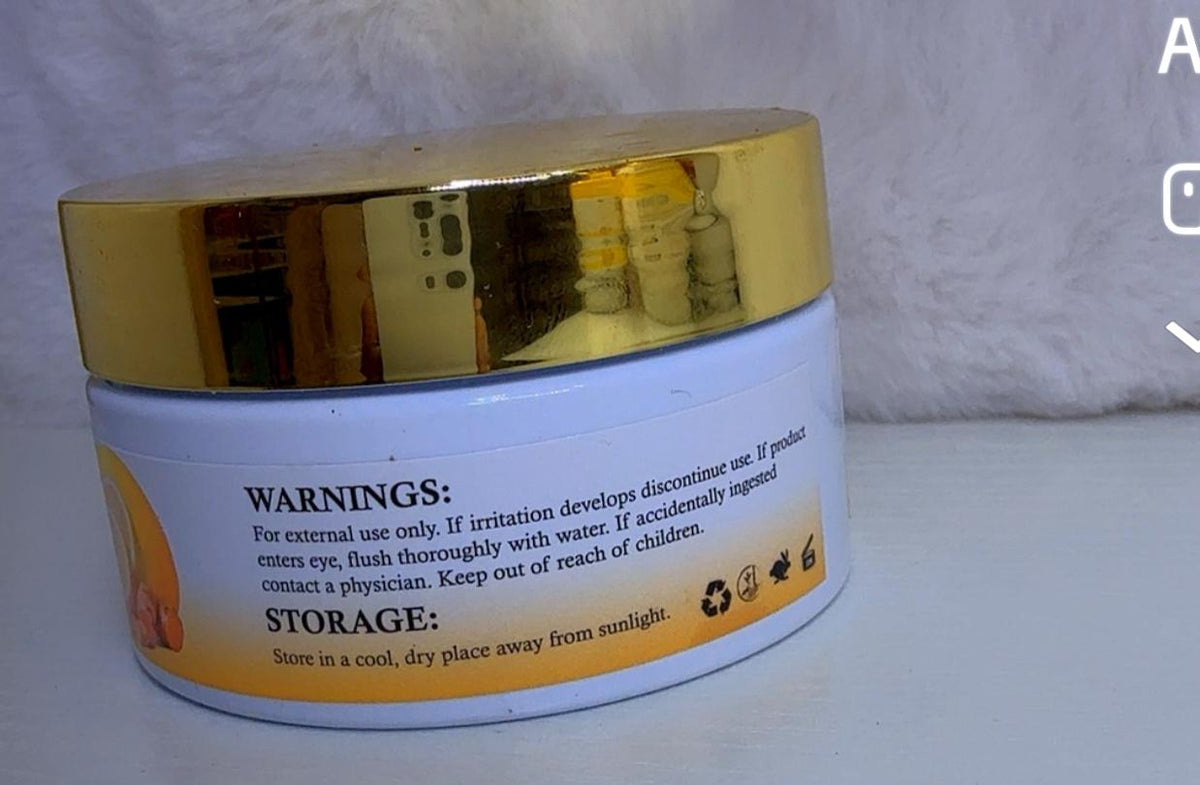 A
WARNINGS:
For external use only. If irritation develops discontinue use. If product
enters eye, flush thoroughly with water. If accidentally ingested
contact a physician. Keep out of reach of children.
STORAGE:
Store in a cool, dry place away from sunlight.